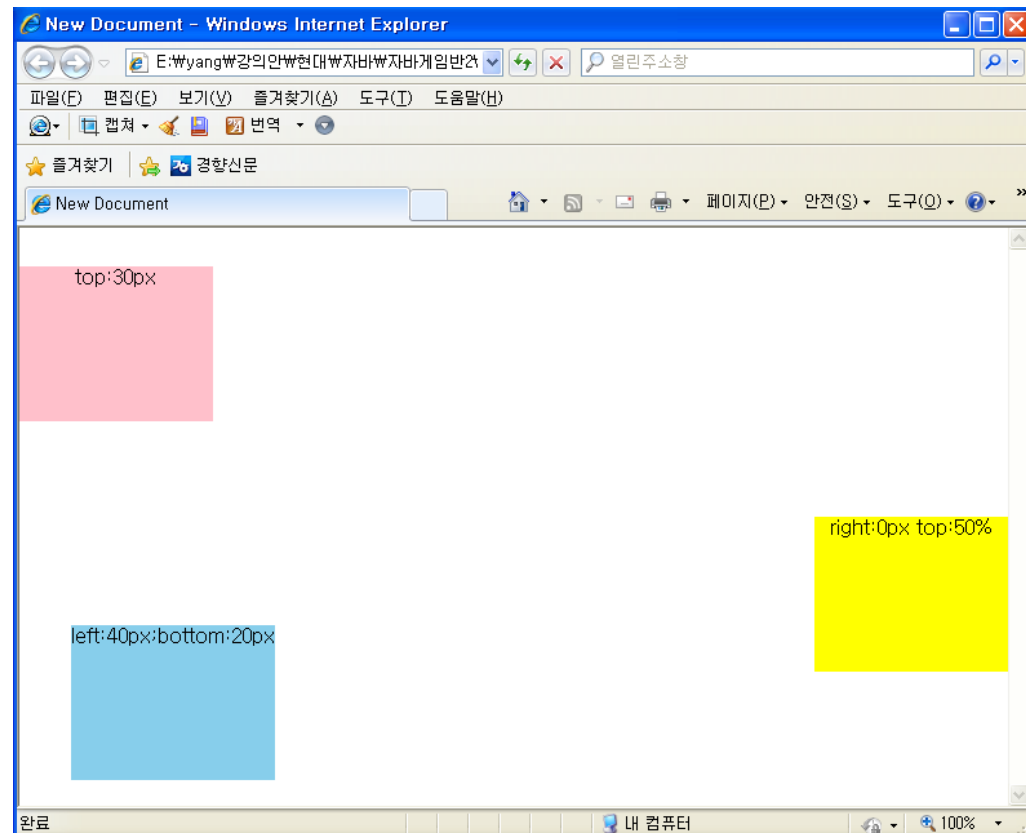 New Document - Windows Internet Explorer
E:₩yang₩강의안₩현대₩자바₩자바게임반2 열린주소창
파일(F) 편집(E) 보기(V) 즐겨찾기(A) 도구(T) 도움말(H)
캡쳐 번역
즐겨찾기 경향신문
New Document 페이지(P) 안전(S) 도구(O) »
top:30px
right:0px top:50%
left:40px;bottom:20px
완료 내 컴퓨터 100%